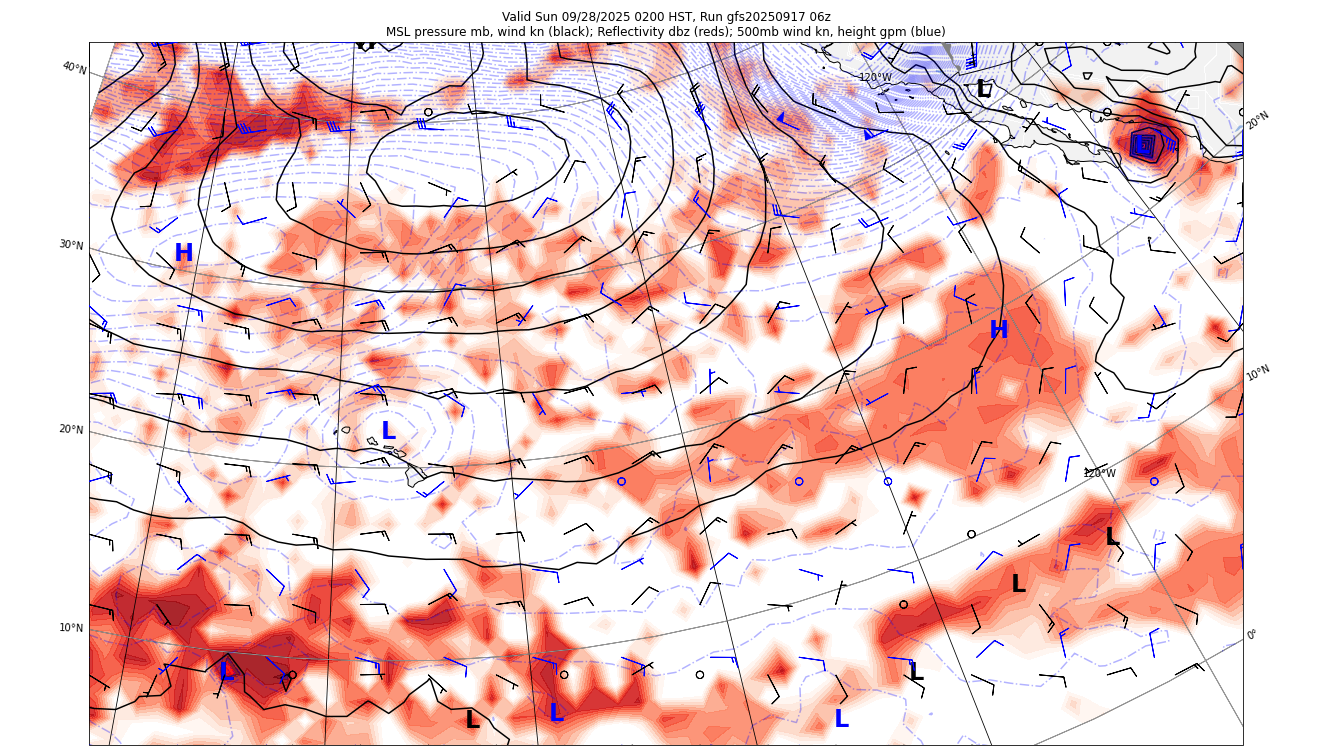 Valid Sun 09/28/2025 0200 HST, Run gfs20250917 06z
MSL pressure mb, wind kn (black); Reflectivity dbz (reds); 500mb wind kn, height gpm (blue)
40°N
120°W
L
20°N
30°N
H
H
10°N
20°N
L
120°W
L
L
10°N
0°
L
L
L
L
L